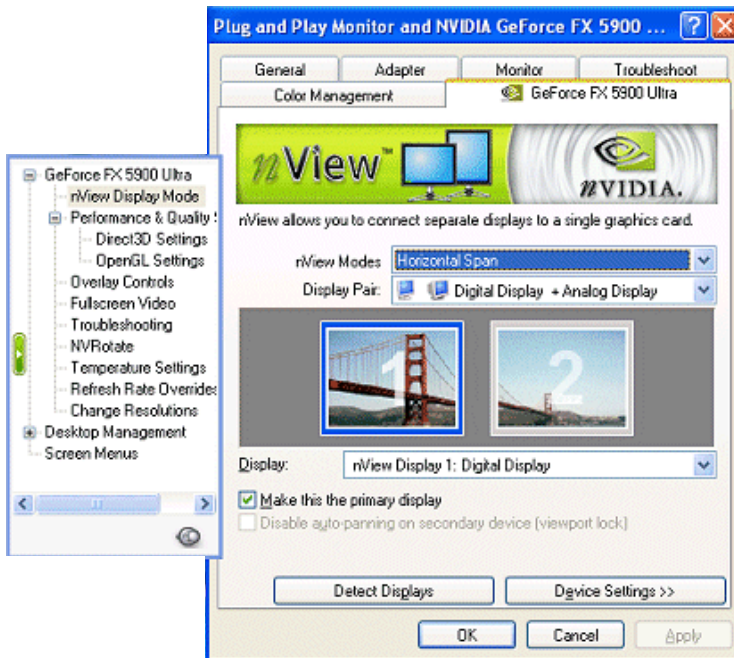 Plug and Play Monitor and NVIDIA GeForce FX 5900 ...
General
Adapter
Monitor
Troubleshoot
Color Management
GeForce FX 5900 Ultra
nView™
nVIDIA.
nView allows you to connect separate displays to a single graphics card.
nView Modes
Horizontal Span
Display Pair:
Digital Display + Analog Display
1
2
Display:
nView Display 1: Digital Display
Make this the primary display
Disable auto-panning on secondary device (viewport lock)
Detect Displays
Device Settings >>
OK
Cancel
Apply
GeForce FX 5900 Ultra
nView Display Mode
Performance & Quality S
Direct3D Settings
OpenGL Settings
Overlay Controls
Fullscreen Video
Troubleshooting
NVRotate
Temperature Settings
Refresh Rate Overrides
Change Resolutions
Desktop Management
Screen Menus